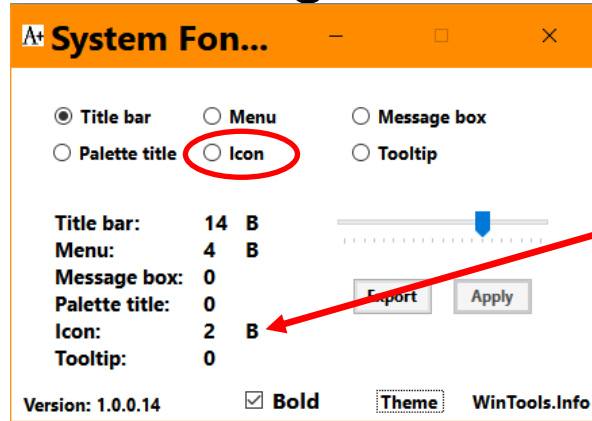 A+ System Fon...
Title bar Menu Message box
Palette title Icon Tooltip
Title bar: 14 B
Menu: 4 B
Message box: 0
Palette title: 0
Icon: 2 B
Tooltip: 0
Export Apply
Version: 1.0.0.14 Bold Theme WinTools.Info